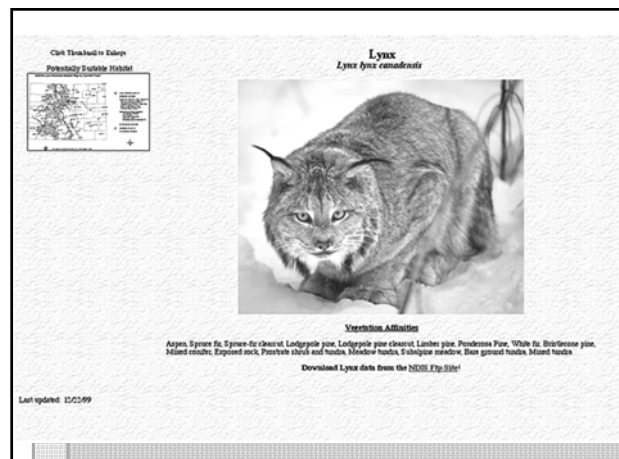 Click Thumbnail to Enlarge
Potentially Suitable Habitat
Lynx
Lynx lynx canadensis
Vegetation Affinities
Aspen, Spruce fir, Spruce-fir clearcut, Lodgepole pine, Lodgepole pine clearcut, Limber pine, Ponderosa Pine, White fir, Bristlecone pine,
Mixed conifer, Exposed rock, Prostrate shrub and tundra, Meadow tundra, Subalpine meadow, Bare ground tundra, Mixed tundra
Download Lynx data from the NDIS Ftp Site!
Last updated: 12/22/99